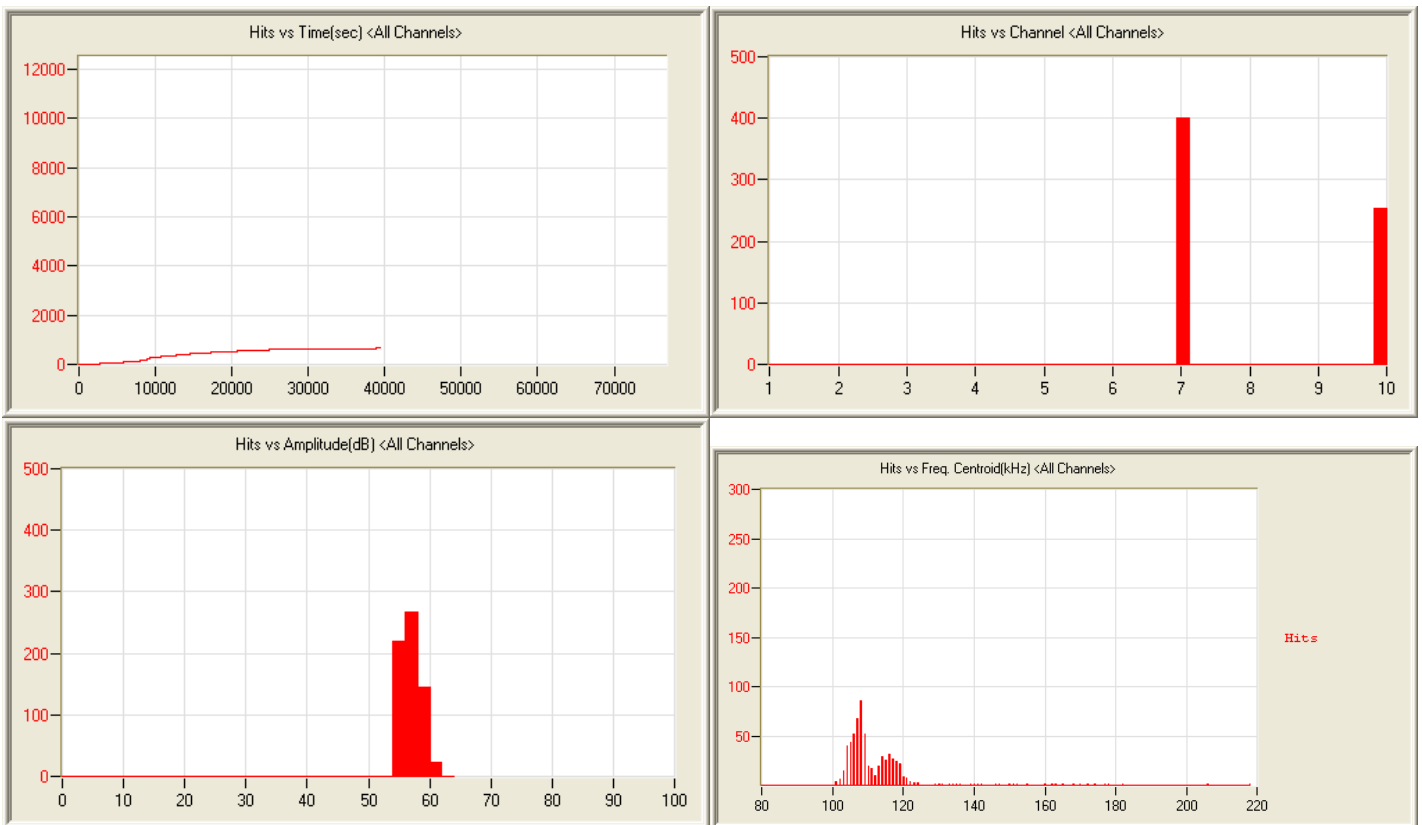 Hits vs Time(sec) <All Channels>
12000
10000
8000
6000
4000
2000
0
0 10000 20000 30000 40000 50000 60000 70000
Hits vs Channel <All Channels>
500
400
300
200
100
0
1 2 3 4 5 6 7 8 9 10
Hits vs Amplitude(dB) <All Channels>
500
400
300
200
100
0
0 10 20 30 40 50 60 70 80 90 100
Hits vs Freq. Centroid(kHz) <All Channels>
300
250
200
150
100
50
80 100 120 140 160 180 200 220
Hits